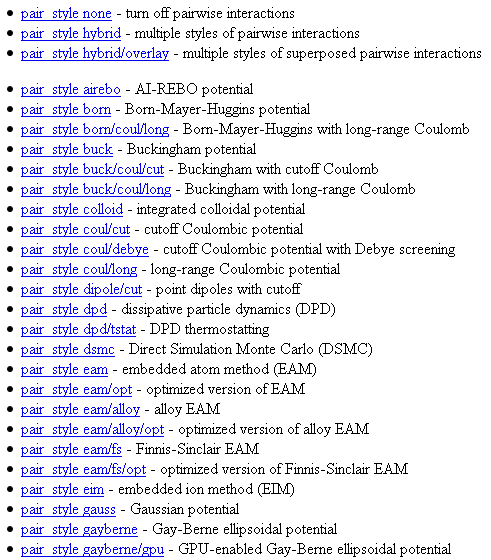 pair_style none - turn off pairwise interactions
pair_style hybrid - multiple styles of pairwise interactions
pair_style hybrid/overlay - multiple styles of superposed pairwise interactions
pair_style airebo - AI-REBO potential
pair_style born - Born-Mayer-Huggins potential
pair_style born/coul/long - Born-Mayer-Huggins with long-range Coulomb
pair_style buck - Buckingham potential
pair_style buck/coul/cut - Buckingham with cutoff Coulomb
pair_style buck/coul/long - Buckingham with long-range Coulomb
pair_style colloid - integrated colloidal potential
pair_style coul/cut - cutoff Coulombic potential
pair_style coul/debye - cutoff Coulombic potential with Debye screening
pair_style coul/long - long-range Coulombic potential
pair_style dipole/cut - point dipoles with cutoff
pair_style dpd - dissipative particle dynamics (DPD)
pair_style dpd/tstat - DPD thermostatting
pair_style dsmc - Direct Simulation Monte Carlo (DSMC)
pair_style eam - embedded atom method (EAM)
pair_style eam/opt - optimized version of EAM
pair_style eam/alloy - alloy EAM
pair_style eam/alloy/opt - optimized version of alloy EAM
pair_style eam/fs - Finnis-Sinclair EAM
pair_style eam/fs/opt - optimized version of Finnis-Sinclair EAM
pair_style eim - embedded ion method (EIM)
pair_style gauss - Gaussian potential
pair_style gayberne - Gay-Berne ellipsoidal potential
pair_style gayberne/gpu - GPU-enabled Gay-Berne ellipsoidal potential